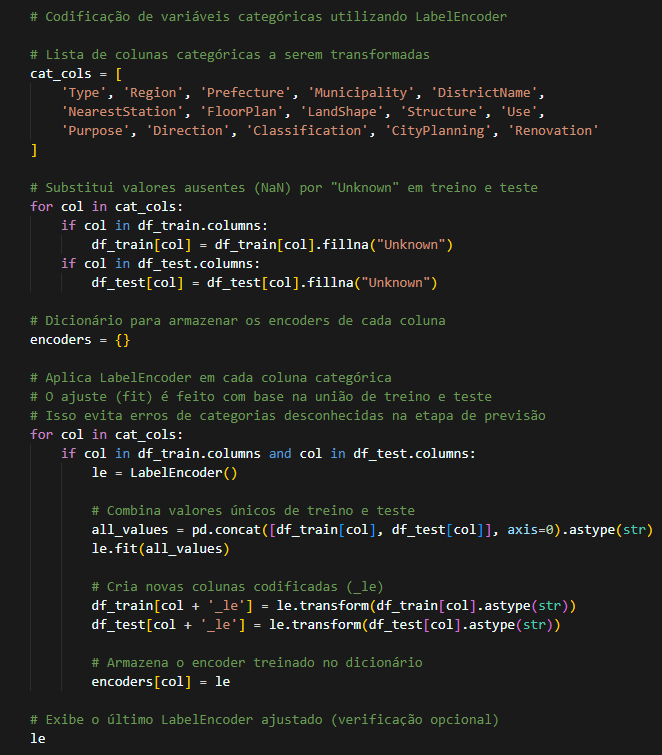 # Codificação de variáveis categóricas utilizando LabelEncoder
# Lista de colunas categóricas a serem transformadas
cat_cols = [
    'Type', 'Region', 'Prefecture', 'Municipality', 'DistrictName',
    'NearestStation', 'FloorPlan', 'LandShape', 'Structure', 'Use',
    'Purpose', 'Direction', 'Classification', 'CityPlanning', 'Renovation'
]
# Substitui valores ausentes (NaN) por "Unknown" em treino e teste
for col in cat_cols:
    if col in df_train.columns:
        df_train[col] = df_train[col].fillna("Unknown")
    if col in df_test.columns:
        df_test[col] = df_test[col].fillna("Unknown")
# Dicionário para armazenar os encoders de cada coluna
encoders = {}
# Aplica LabelEncoder em cada coluna categórica
# O ajuste (fit) é feito com base na união de treino e teste
# Isso evita erros de categorias desconhecidas na etapa de previsão
for col in cat_cols:
    if col in df_train.columns and col in df_test.columns:
        le = LabelEncoder()
        # Combina valores únicos de treino e teste
        all_values = pd.concat([df_train[col], df_test[col]], axis=0).astype(str)
        le.fit(all_values)
        # Cria novas colunas codificadas (_le)
        df_train[col + '_le'] = le.transform(df_train[col].astype(str))
        df_test[col + '_le'] = le.transform(df_test[col].astype(str))
        # Armazena o encoder treinado no dicionário
        encoders[col] = le
# Exibe o último LabelEncoder ajustado (verificação opcional)
le